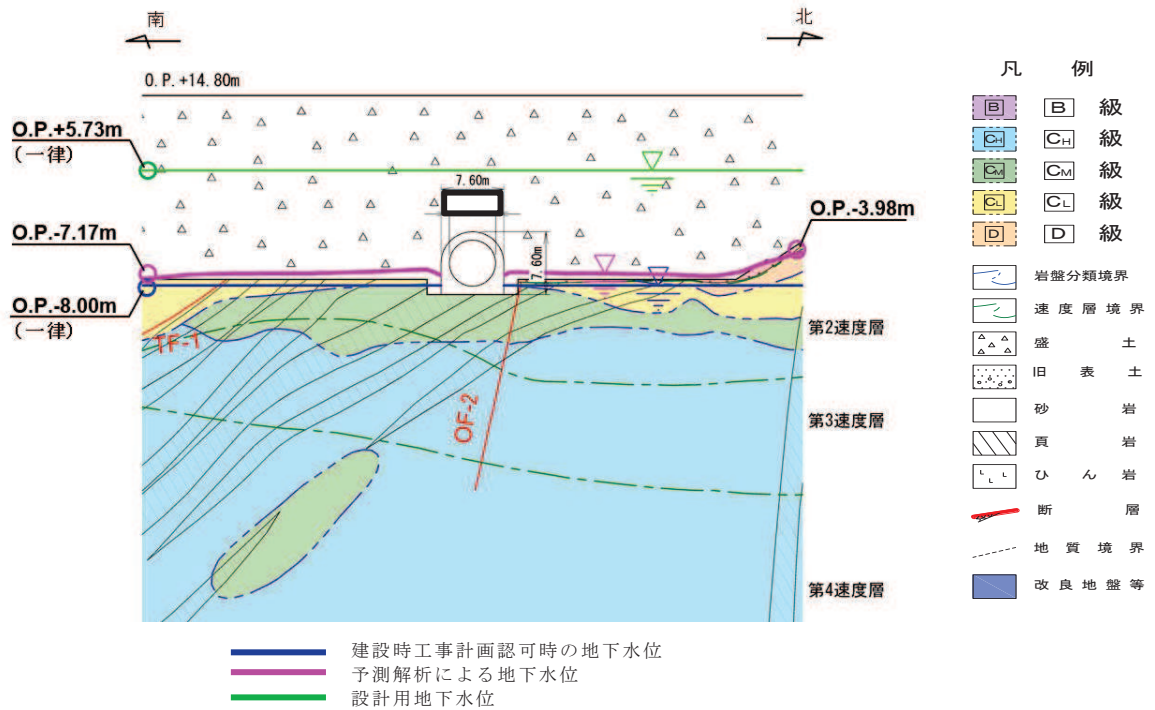 南
北
O.P.+14.80m
O.P.+5.73m
(一律)
7.60m
O.P.-3.98m
O.P.-7.17m
7.60m
O.P.-8.00m
(一律)
TF-1
OF-2
第2速度層
第3速度層
第4速度層
凡 例
B B 級
CH CH 級
CM CM 級
CL CL 級
D D 級
岩盤分類境界
速度層境界
盛土
旧表土
砂岩
頁岩
ひん岩
断層
地質境界
改良地盤等
建設時工事計画認可時の地下水位
予測解析による地下水位
設計用地下水位